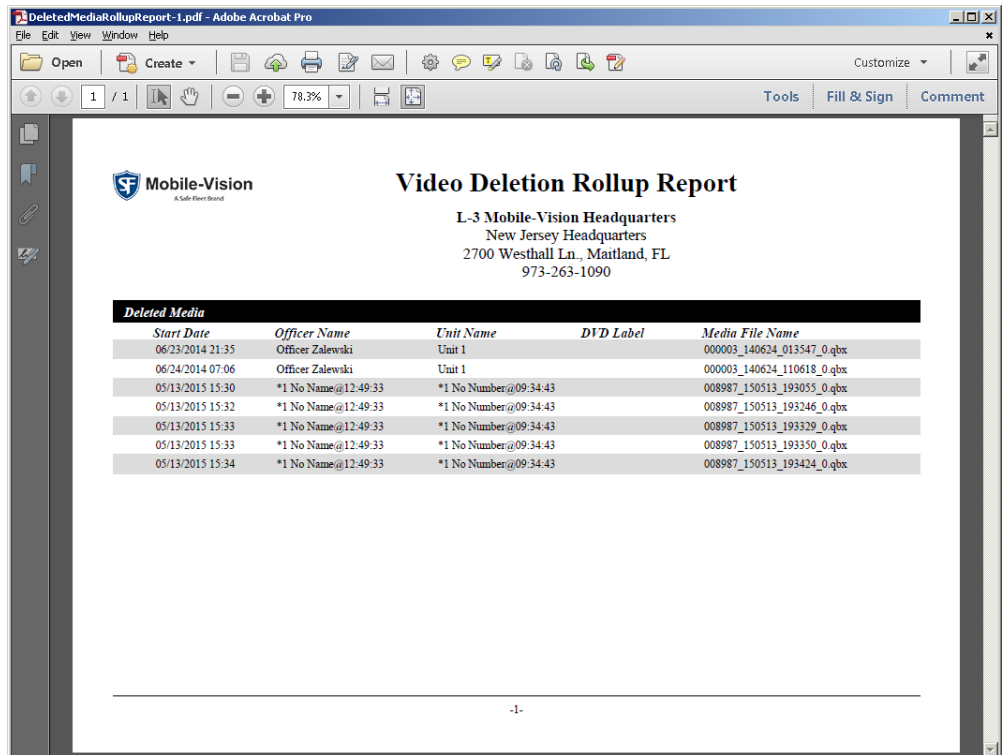 DeletedMediaRollupReport-1.pdf - Adobe Acrobat Pro
File Edit View Window Help
Open Create Customize
1 / 1 78.3% Tools Fill & Sign Comment
SF Mobile-Vision
A Safe Fleet Brand
Video Deletion Rollup Report
L-3 Mobile-Vision Headquarters
New Jersey Headquarters
2700 Westhall Ln., Maitland, FL
973-263-1090
Deleted Media
Start Date Officer Name Unit Name DVD Label Media File Name
06/23/2014 21:35 Officer Zalewski Unit 1 000003_140624_013547_0.qbx
06/24/2014 07:06 Officer Zalewski Unit 1 000003_140624_110618_0.qbx
05/13/2015 15:30 *1 No Name@12:49:33 *1 No Number@09:34:43 008987_150513_193055_0.qbx
05/13/2015 15:32 *1 No Name@12:49:33 *1 No Number@09:34:43 008987_150513_193246_0.qbx
05/13/2015 15:33 *1 No Name@12:49:33 *1 No Number@09:34:43 008987_150513_193329_0.qbx
05/13/2015 15:33 *1 No Name@12:49:33 *1 No Number@09:34:43 008987_150513_193350_0.qbx
05/13/2015 15:34 *1 No Name@12:49:33 *1 No Number@09:34:43 008987_150513_193424_0.qbx
-1-